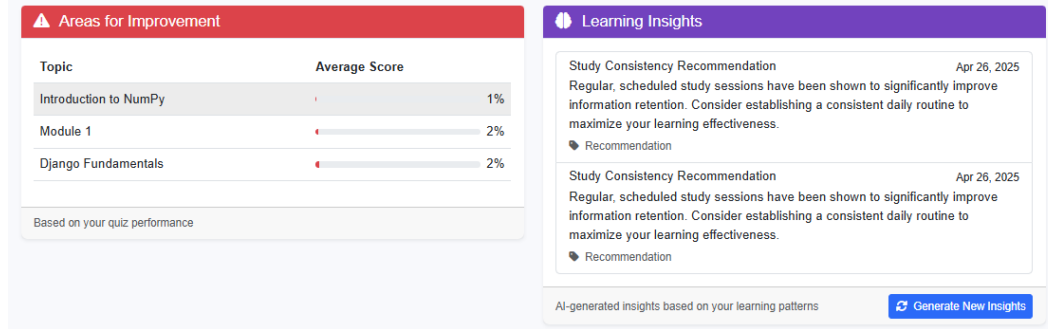 Areas for Improvement
Topic Average Score
Introduction to NumPy 1%
Module 1 2%
Django Fundamentals 2%
Based on your quiz performance
Learning Insights
Study Consistency Recommendation Apr 26, 2025
Regular, scheduled study sessions have been shown to significantly improve
information retention. Consider establishing a consistent daily routine to
maximize your learning effectiveness.
Recommendation
Study Consistency Recommendation Apr 26, 2025
Regular, scheduled study sessions have been shown to significantly improve
information retention. Consider establishing a consistent daily routine to
maximize your learning effectiveness.
Recommendation
AI-generated insights based on your learning patterns Generate New Insights